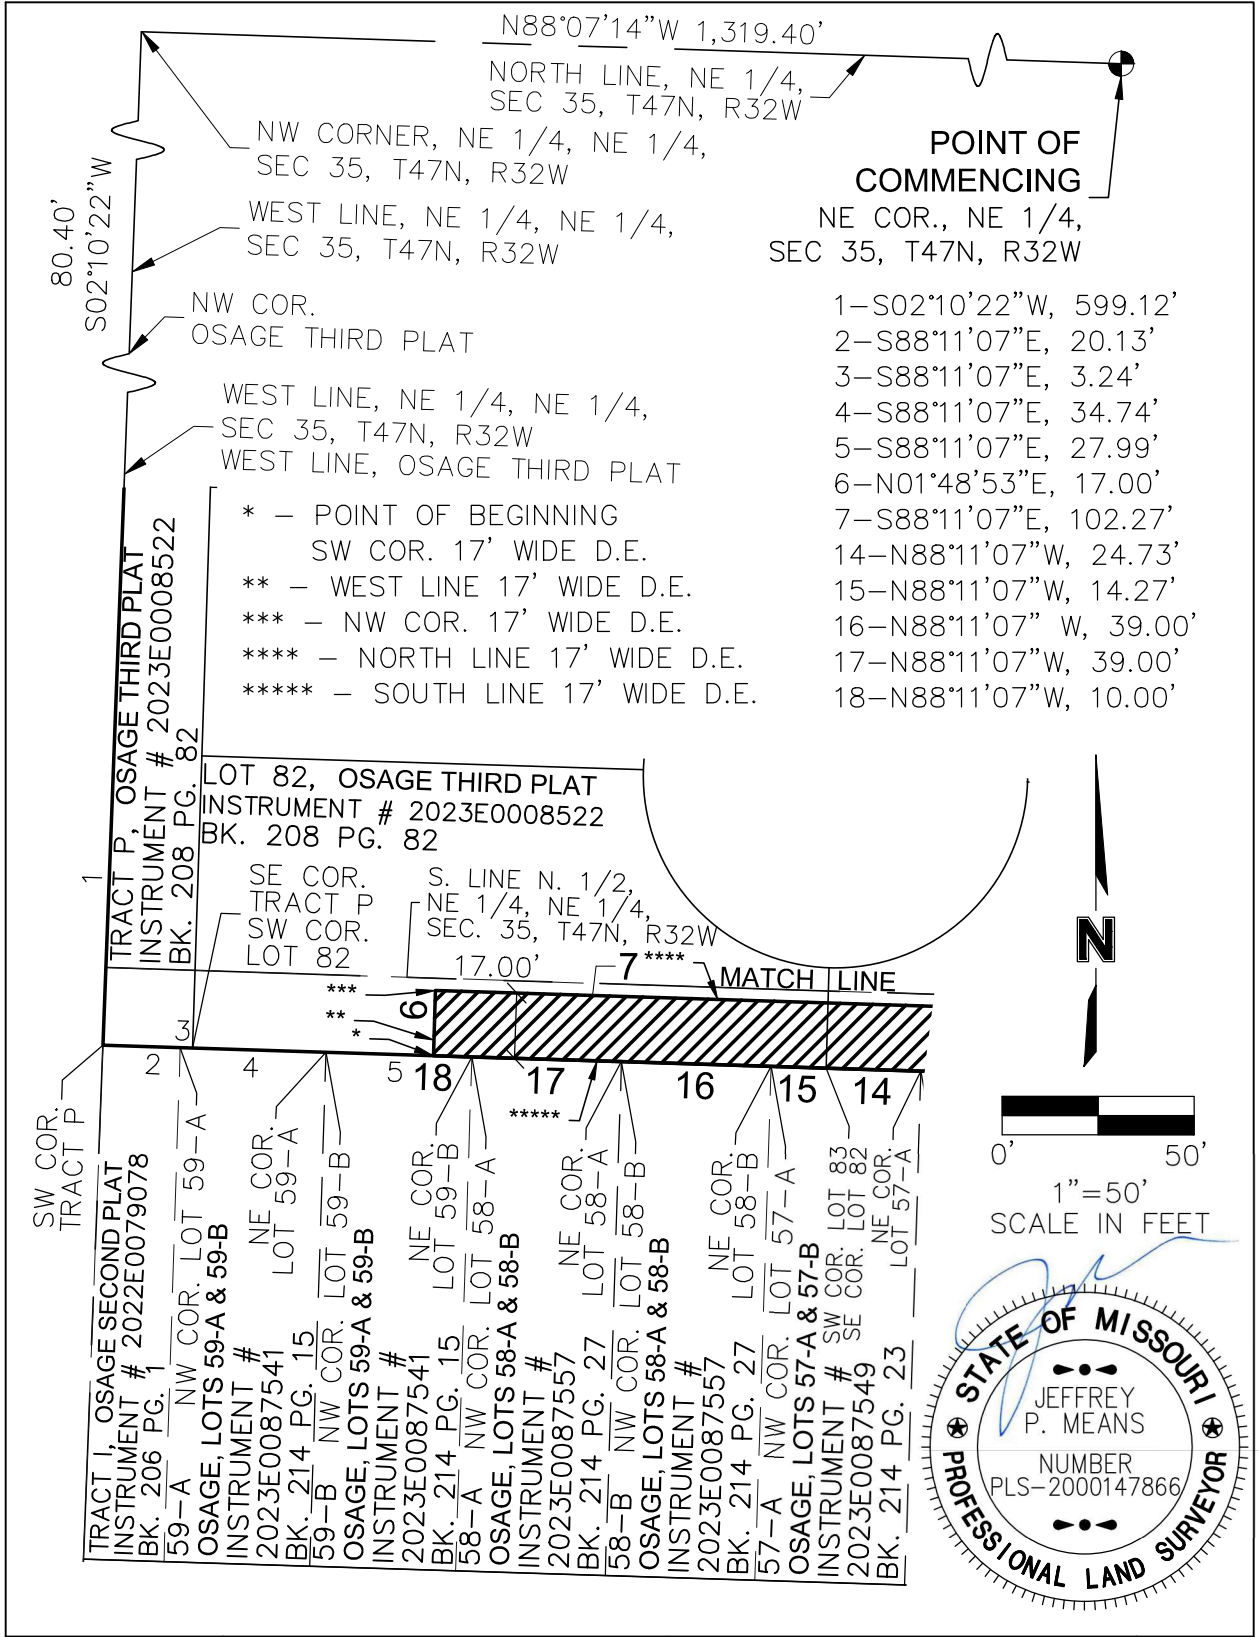 N88°07'14"W 1,319.40'
NORTH LINE, NE 1/4,
SEC 35, T47N, R32W
NW CORNER, NE 1/4, NE 1/4,
SEC 35, T47N, R32W
POINT OF
COMMENCING
NE COR., NE 1/4,
SEC 35, T47N, R32W
80.40'
S02°10'22"W
WEST LINE, NE 1/4, NE 1/4,
SEC 35, T47N, R32W
NW COR.
OSAGE THIRD PLAT
WEST LINE, NE 1/4, NE 1/4,
SEC 35, T47N, R32W
WEST LINE, OSAGE THIRD PLAT
1-S02°10'22"W, 599.12'
2-S88°11'07"E, 20.13'
3-S88°11'07"E, 3.24'
4-S88°11'07"E, 34.74'
5-S88°11'07"E, 27.99'
6-N01°48'53"E, 17.00'
7-S88°11'07"E, 102.27'
14-N88°11'07"W, 24.73'
15-N88°11'07"W, 14.27'
16-N88°11'07" W, 39.00'
17-N88°11'07"W, 39.00'
18-N88°11'07"W, 10.00'
* - POINT OF BEGINNING
SW COR. 17' WIDE D.E.
** - WEST LINE 17' WIDE D.E.
*** - NW COR. 17' WIDE D.E.
**** - NORTH LINE 17' WIDE D.E.
***** - SOUTH LINE 17' WIDE D.E.
TRACT P, OSAGE THIRD PLAT
INSTRUMENT # 2023E0008522
BK. 208 PG. 82
LOT 82, OSAGE THIRD PLAT
INSTRUMENT # 2023E0008522
BK. 208 PG. 82
1
SE COR.
TRACT P
SW COR.
LOT 82
S. LINE N. 1/2,
NE 1/4, NE 1/4,
SEC. 35, T47N, R32W
17.00'
7 ****
MATCH LINE
***
**
*
6
N
2
3
4
5
18
17
*****
16
15
14
SW COR.
TRACT P
TRACT I, OSAGE SECOND PLAT
INSTRUMENT # 2022E0079078
BK. 206 PG. 1
59-A NW COR. LOT 59-A
OSAGE, LOTS 59-A & 59-B
INSTRUMENT #
2023E0087541
BK. 214 PG. 15
NE COR.
LOT 59-A
59-B NW COR. LOT 59-B
OSAGE, LOTS 59-A & 59-B
INSTRUMENT #
2023E0087541
BK. 214 PG. 15
NE COR.
LOT 59-B
58-A NW COR. LOT 58-A
OSAGE, LOTS 58-A & 58-B
INSTRUMENT #
2023E0087557
BK. 214 PG. 27
NE COR.
LOT 58-A
58-B NW COR. LOT 58-B
OSAGE, LOTS 58-A & 58-B
INSTRUMENT #
2023E0087557
BK. 214 PG. 27
NE COR.
LOT 58-B
57-A NW COR. LOT 57-A
OSAGE, LOTS 57-A & 57-B
INSTRUMENT #
2023E0087549
BK. 214 PG. 23
SW COR. LOT 83
SE COR. LOT 82
NE COR.
LOT 57-A
0' 50'
1"=50'
SCALE IN FEET
STATE OF MISSOURI
JEFFREY
P. MEANS
NUMBER
PLS-2000147866
PROFESSIONAL LAND SURVEYOR